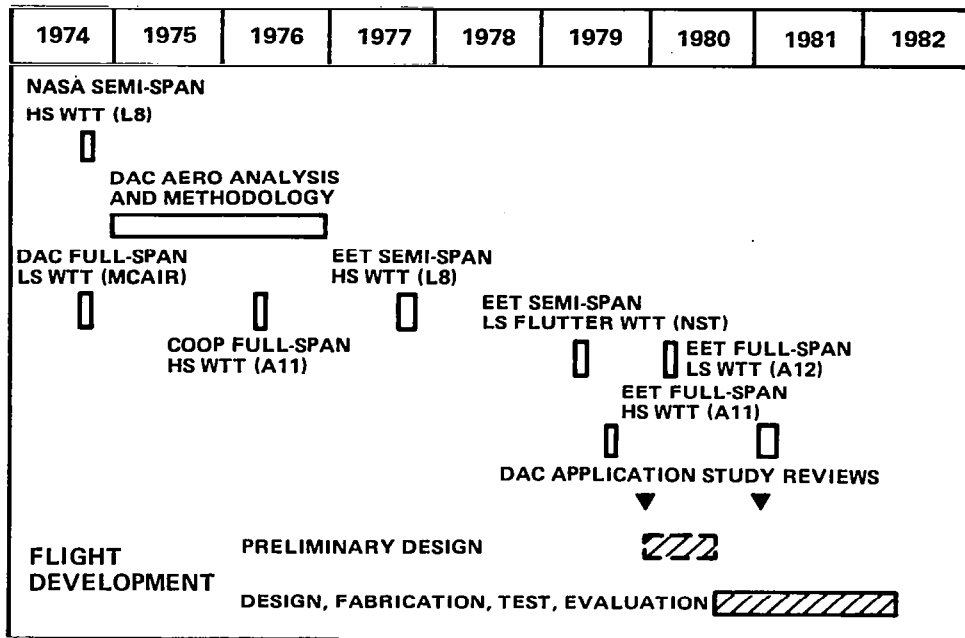 1974 1975 1976 1977 1978 1979 1980 1981 1982
NASA SEMI-SPAN
HS WTT (L8)
DAC AERO ANALYSIS
AND METHODOLOGY
DAC FULL-SPAN
LS WTT (MCAIR)
EET SEMI-SPAN
HS WTT (L8)
COOP FULL-SPAN
HS WTT (A11)
EET SEMI-SPAN
LS FLUTTER WTT (NST)
EET FULL-SPAN
LS WTT (A12)
EET FULL-SPAN
HS WTT (A11)
DAC APPLICATION STUDY REVIEWS
FLIGHT
DEVELOPMENT
PRELIMINARY DESIGN
DESIGN, FABRICATION, TEST, EVALUATION